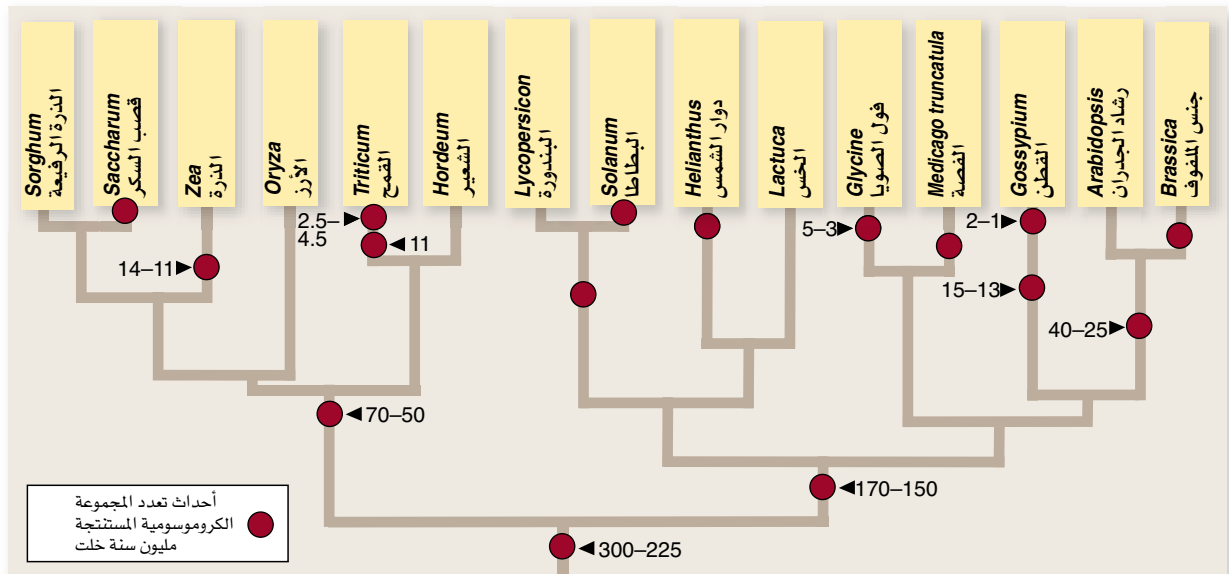 Sorghum
الذرة الرفيعة
Saccharum
قصب السكر
Zea
الذرة
Oryza
الأرز
Triticum
القمح
Hordeum
الشعير
Lycopersicon
البندورة
Solanum
البطاطا
Helianthus
دوار الشمس
Lactuca
الخس
Glycine
فول الصويا
Medicago truncatula
الفصة
Gossypium
القطن
Arabidopsis
رشاد الجدران
Brassica
جنس الملفوف
2.5–
4.5
11
14–11
5–3
2–1
15–13
40–25
70–50
170–150
300–225
أحداث تعدد المجموعة
الكروموسومية المستنتجة
مليون سنة خلت